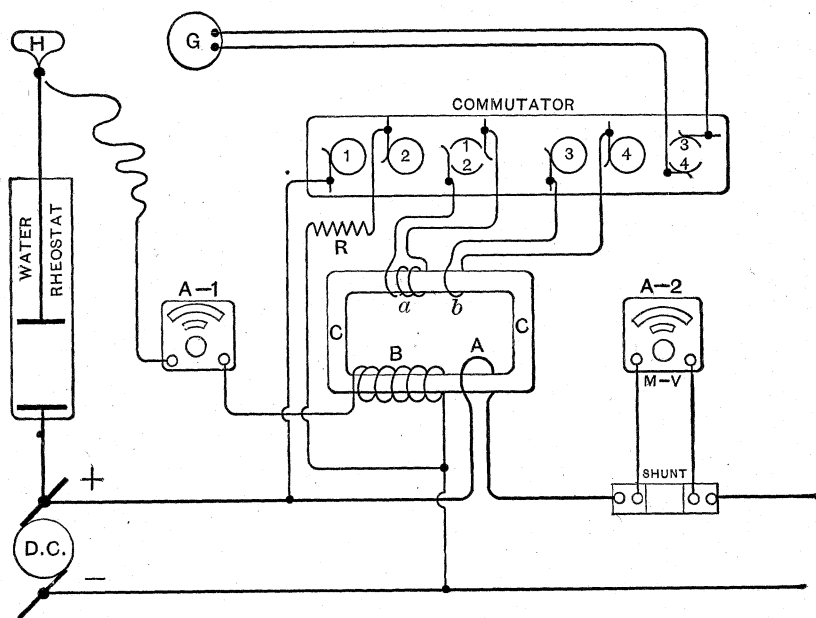 H
G
COMMUTATOR
1
2
1
2
3
4
3
4
WATER
RHEOSTAT
R
A-1
a
b
A-2
C
C
B
A
M-V
SHUNT
+
D.C.
−